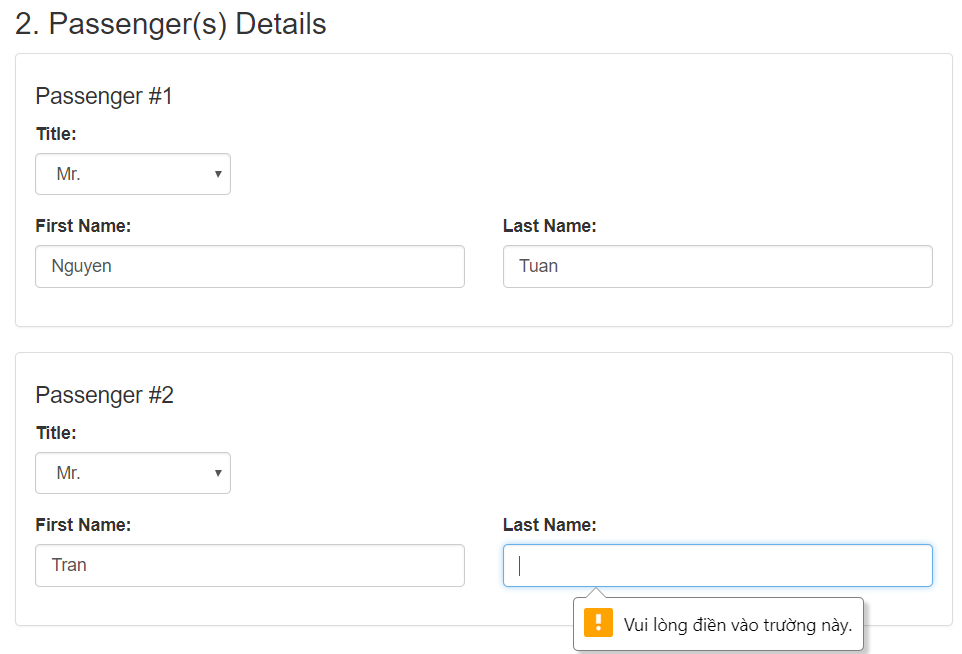 2. Passenger(s) Details
Passenger #1
Title:
Mr.
First Name:
Last Name:
Nguyen
Tuan
Passenger #2
Title:
Mr.
First Name:
Last Name:
Tran
Vui lòng điền vào trường này.